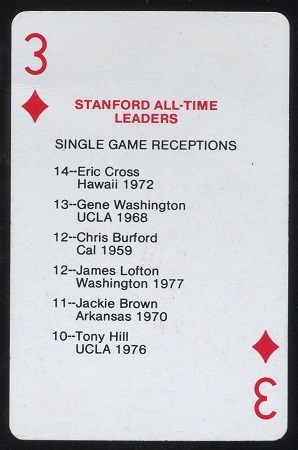 3
STANFORD ALL-TIME
LEADERS
SINGLE GAME RECEPTIONS
14--Eric Cross
Hawaii 1972
13--Gene Washington
UCLA 1968
12--Chris Burford
Cal 1959
12--James Lofton
Washington 1977
11--Jackie Brown
Arkansas 1970
10--Tony Hill
UCLA 1976
3